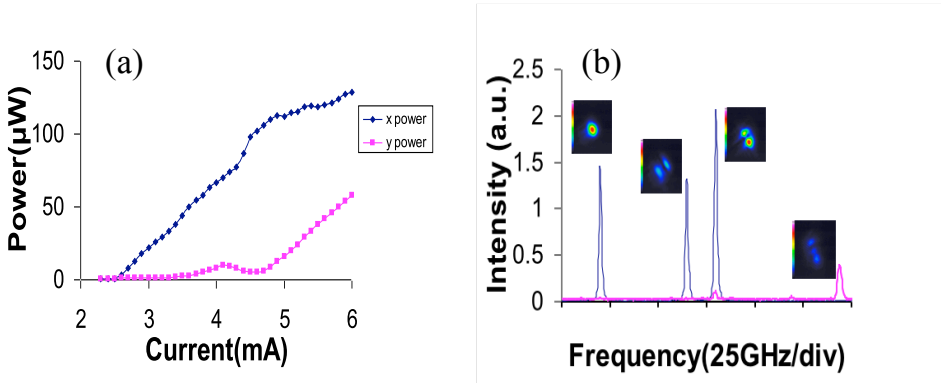 (a)
Power(µW)
150
100
50
0
2 3 4 5 6
Current(mA)
x power
y power
(b)
Intensity (a.u.)
2.5
2
1.5
1
0.5
0
Frequency(25GHz/div)